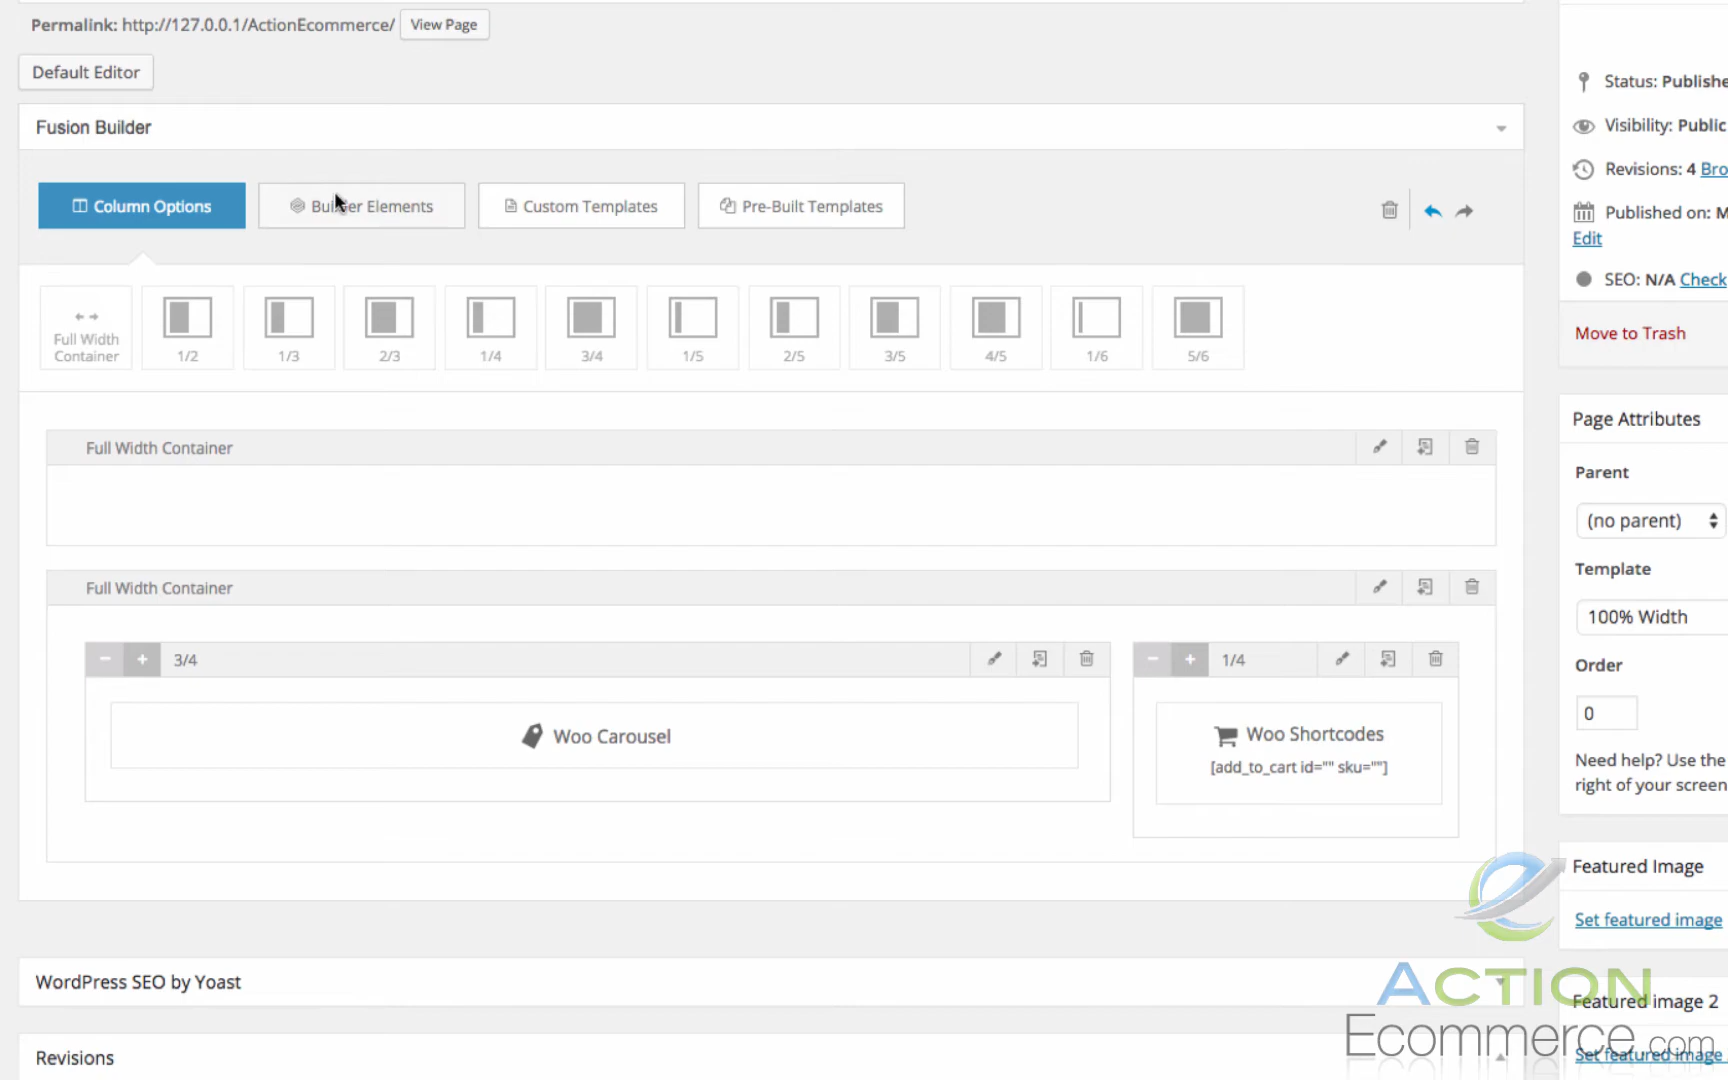 Permalink: http://127.0.0.1/ActionEcommerce/ View Page
Default Editor
Fusion Builder
Column Options
Builder Elements
Custom Templates
Pre-Built Templates
Full Width
Container
1/2
1/3
2/3
1/4
3/4
1/5
2/5
3/5
4/5
1/6
5/6
Full Width Container
Full Width Container
3/4
Woo Carousel
1/4
Woo Shortcodes
[add_to_cart id="" sku=""]
WordPress SEO by Yoast
Revisions
Status: Publishe
Visibility: Public
Revisions: 4 Bro
Published on: M
Edit
SEO: N/A Check
Move to Trash
Page Attributes
Parent
(no parent)
Template
100% Width
Order
0
Need help? Use the
right of your screen
Featured Image
Set featured image
Featured image 2
Set featured image
ACTION
Ecommerce.com